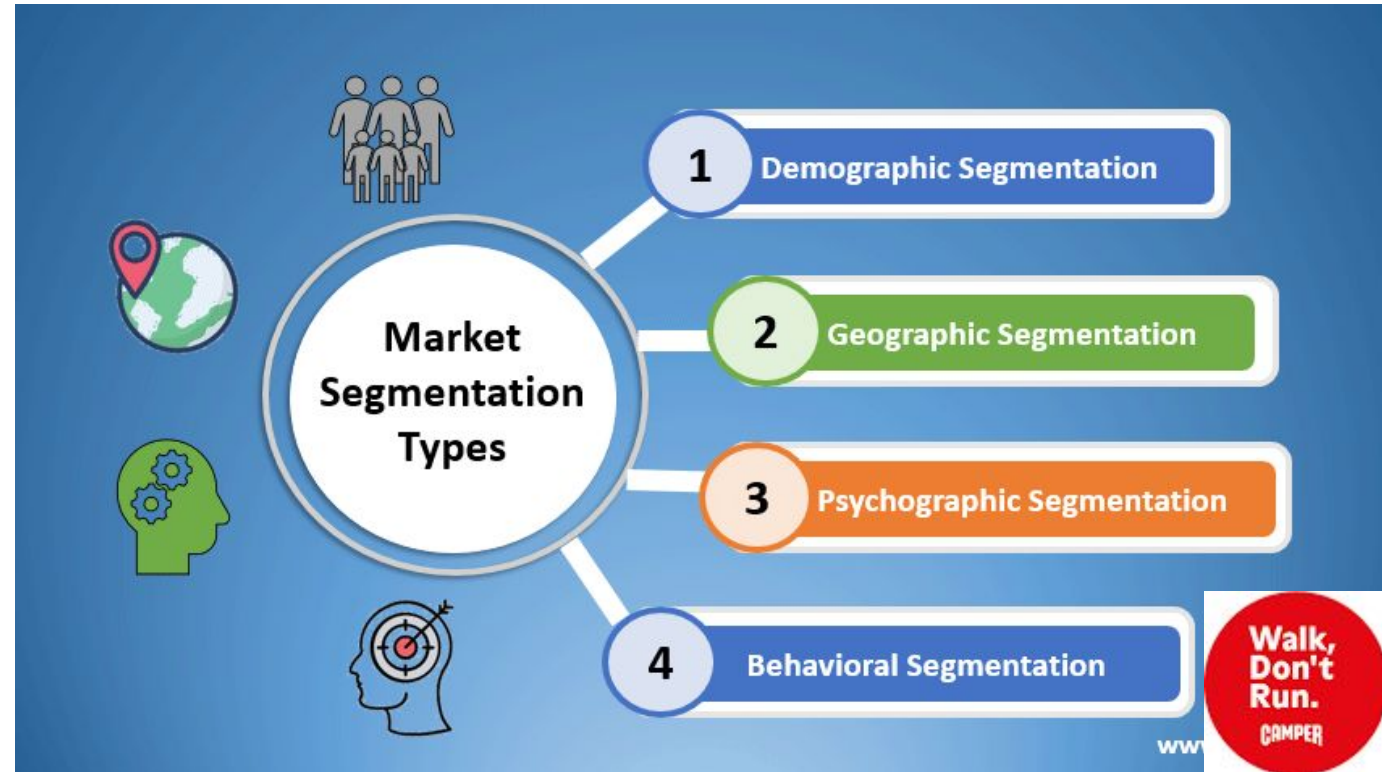 Market
Segmentation
Types
1
Demographic Segmentation
2
Geographic Segmentation
3
Psychographic Segmentation
4
Behavioral Segmentation
Walk,
Don't
Run.
CAMPER